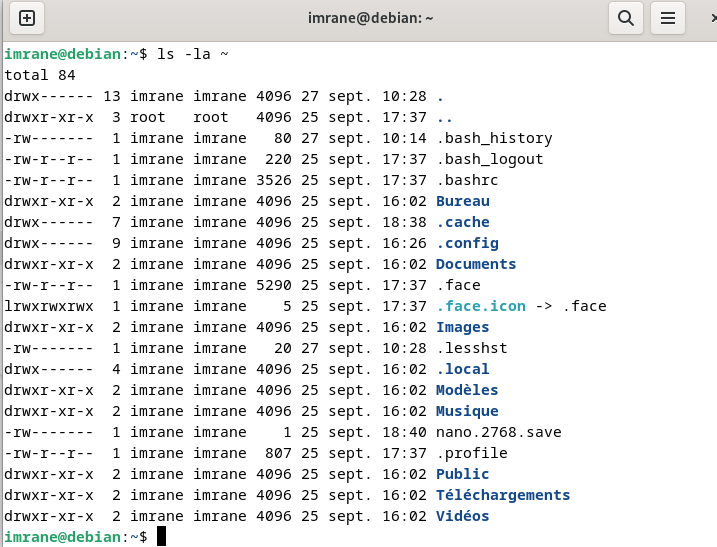 imrane@debian: ~
imrane@debian:~$ ls -la ~
total 84
drwx------ 13 imrane imrane 4096 27 sept. 10:28 .
drwxr-xr-x  3 root   root   4096 25 sept. 17:37 ..
-rw-------  1 imrane imrane   80 27 sept. 10:14 .bash_history
-rw-r--r--  1 imrane imrane  220 25 sept. 17:37 .bash_logout
-rw-r--r--  1 imrane imrane 3526 25 sept. 17:37 .bashrc
drwxr-xr-x  2 imrane imrane 4096 25 sept. 16:02 Bureau
drwx------  7 imrane imrane 4096 25 sept. 18:38 .cache
drwx------  9 imrane imrane 4096 25 sept. 16:26 .config
drwxr-xr-x  2 imrane imrane 4096 25 sept. 16:02 Documents
-rw-r--r--  1 imrane imrane 5290 25 sept. 17:37 .face
lrwxrwxrwx  1 imrane imrane    5 25 sept. 17:37 .face.icon -> .face
drwxr-xr-x  2 imrane imrane 4096 25 sept. 16:02 Images
-rw-------  1 imrane imrane   20 27 sept. 10:28 .lesshst
drwx------  4 imrane imrane 4096 25 sept. 16:02 .local
drwxr-xr-x  2 imrane imrane 4096 25 sept. 16:02 Modèles
drwxr-xr-x  2 imrane imrane 4096 25 sept. 16:02 Musique
-rw-------  1 imrane imrane    1 25 sept. 18:40 nano.2768.save
-rw-r--r--  1 imrane imrane  807 25 sept. 17:37 .profile
drwxr-xr-x  2 imrane imrane 4096 25 sept. 16:02 Public
drwxr-xr-x  2 imrane imrane 4096 25 sept. 16:02 Téléchargements
drwxr-xr-x  2 imrane imrane 4096 25 sept. 16:02 Vidéos
imrane@debian:~$